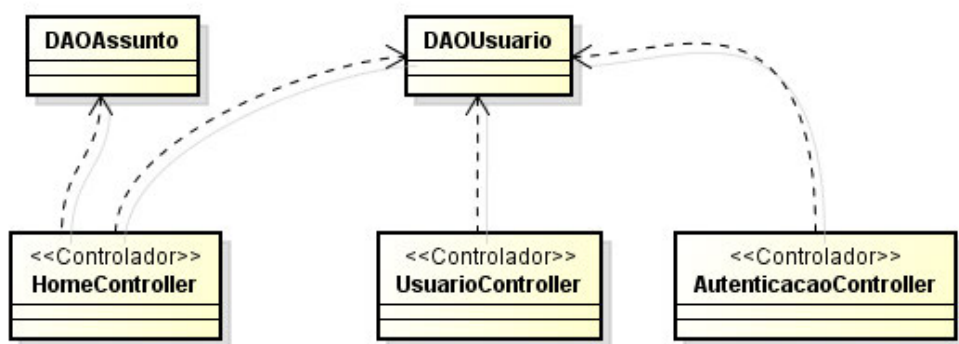 DAOAssunto
DAOUsuario
<<Controlador>>
HomeController
<<Controlador>>
UsuarioController
<<Controlador>>
AutenticacaoController